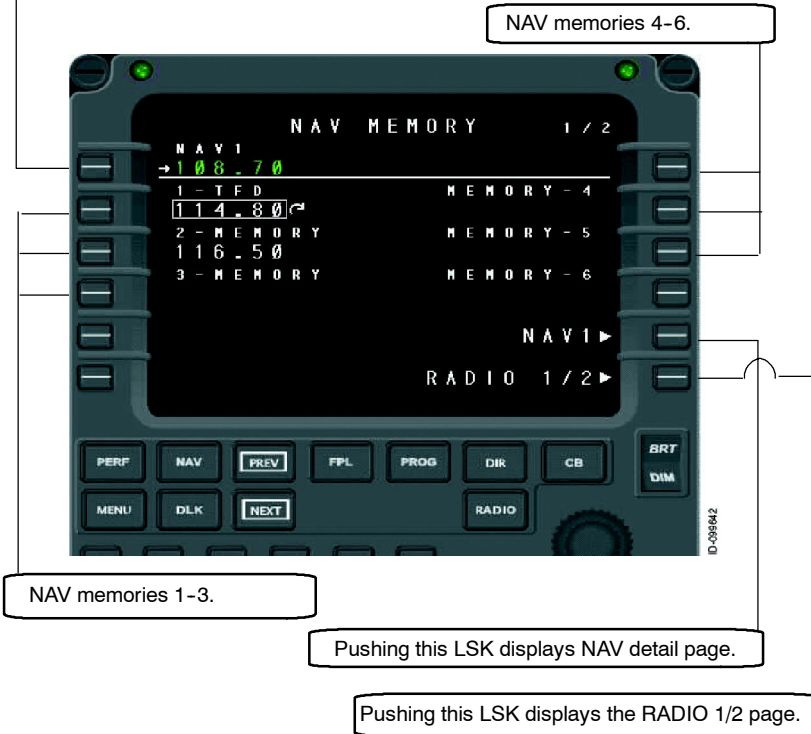 NAV memories 4-6.
NAV MEMORY 1/2
NAV1
→108.70
1-TFD MEMORY-4
114.80
2-MEMORY MEMORY-5
116.50
3-MEMORY MEMORY-6
NAV1▶
RADIO 1/2▶
PERF NAV PREV FPL PROG DIR CB BRT
DIM
MENU DLK NEXT RADIO
ID-099642
NAV memories 1-3.
Pushing this LSK displays NAV detail page.
Pushing this LSK displays the RADIO 1/2 page.